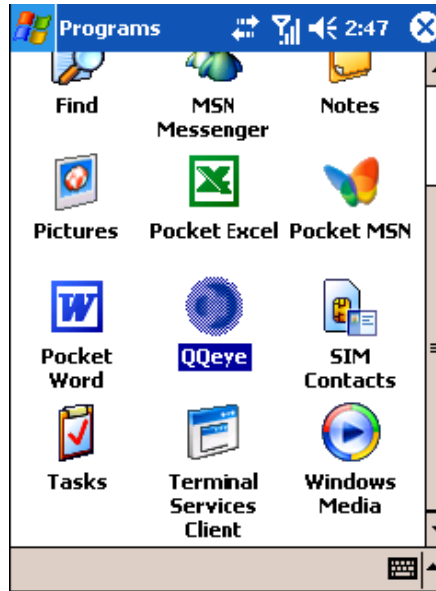 Programs 2:47
Find MSN Messenger Notes
Pictures Pocket Excel Pocket MSN
W
Pocket Word QQeye SIM Contacts
Tasks Terminal Services Client Windows Media